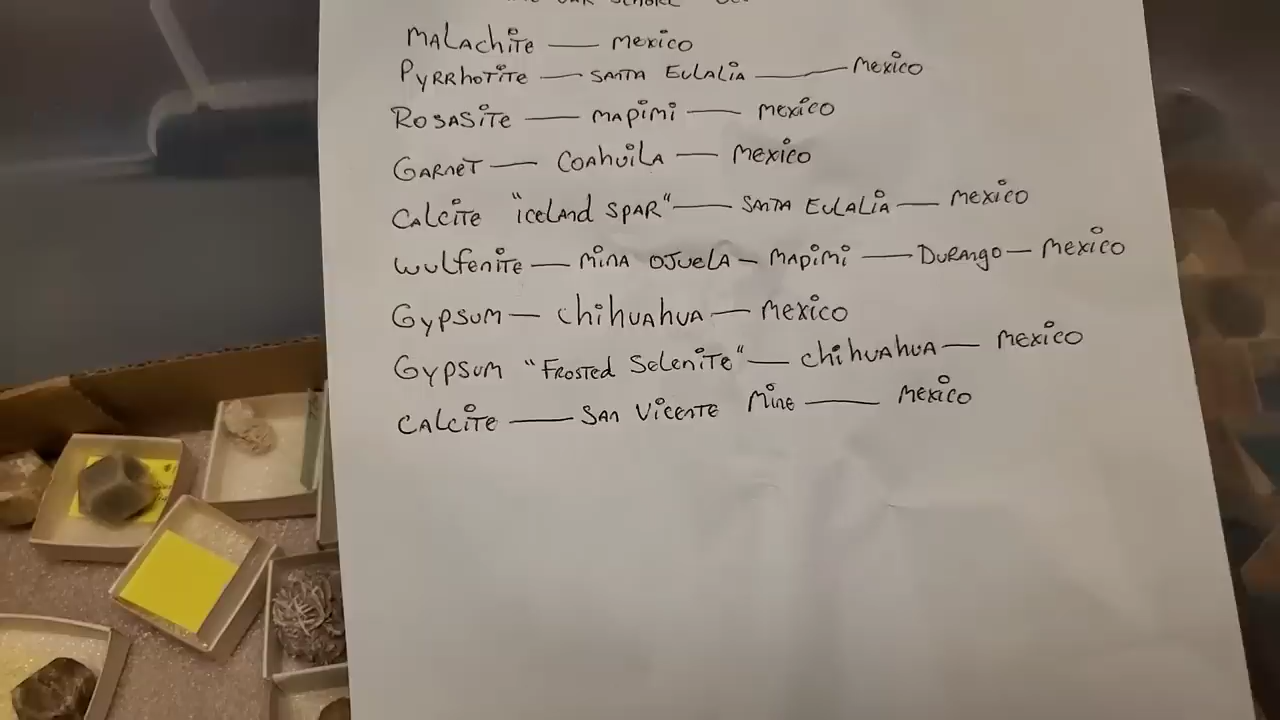 Malachite — Mexico
Pyrrhotite — Santa Eulalia — Mexico
Rosasite — Mapimi — Mexico
Garnet — Coahuila — Mexico
Calcite "Iceland Spar" — Santa Eulalia — Mexico
Wulfenite — Mina Ojuela — Mapimi — Durango — Mexico
Gypsum — Chihuahua — Mexico
Gypsum "Frosted Selenite" — Chihuahua — Mexico
Calcite — San Vicente Mine — Mexico